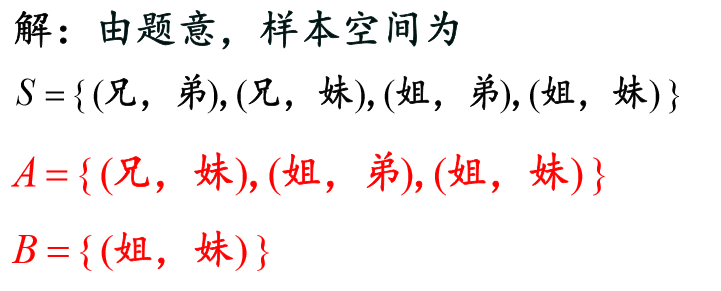 解：由题意，样本空间为
S={(兄，弟),(兄，妹),(姐，弟),(姐，妹)}
A={(兄，妹),(姐，弟),(姐，妹)}
B={(姐，妹)}